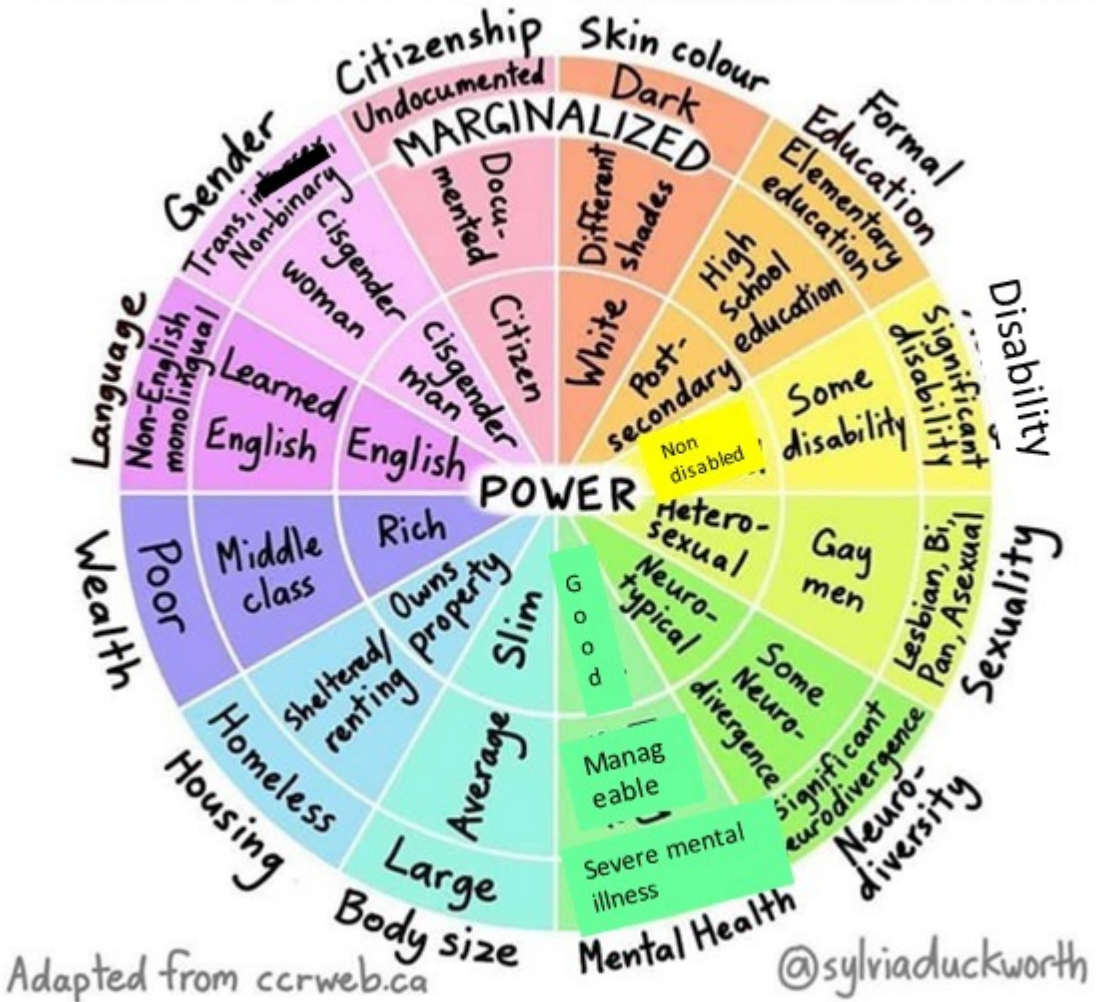 Citizenship
Undocumented
Documented
Citizen
Skin colour
Dark
Different
shades
White
MARGINALIZED
Formal
Education
Elementary
education
High
School
education
Post-
secondary
Disability
Significant
disability
Some
disability
Non
disabled
Sexuality
Lesbian, Bi,
Pan, Asexual
Gay
men
Hetero-
sexual
Neuro-
diversity
Significant
eurodivergence
Some
Neuro-
divergence
Neuro-
typical
Mental Health
Severe mental
illness
Manag
eable
G
o
o
d
Body size
Large
Average
Slim
Housing
Homeless
Sheltered/
renting
Owns
property
Wealth
Poor
Middle
class
Rich
Language
Non-English
monolingual
Learned
English
English
Gender
Trans,
Non-binary
cisgender
woman
cisgender
man
POWER
Adapted from ccrweb.ca
@sylviaduckworth